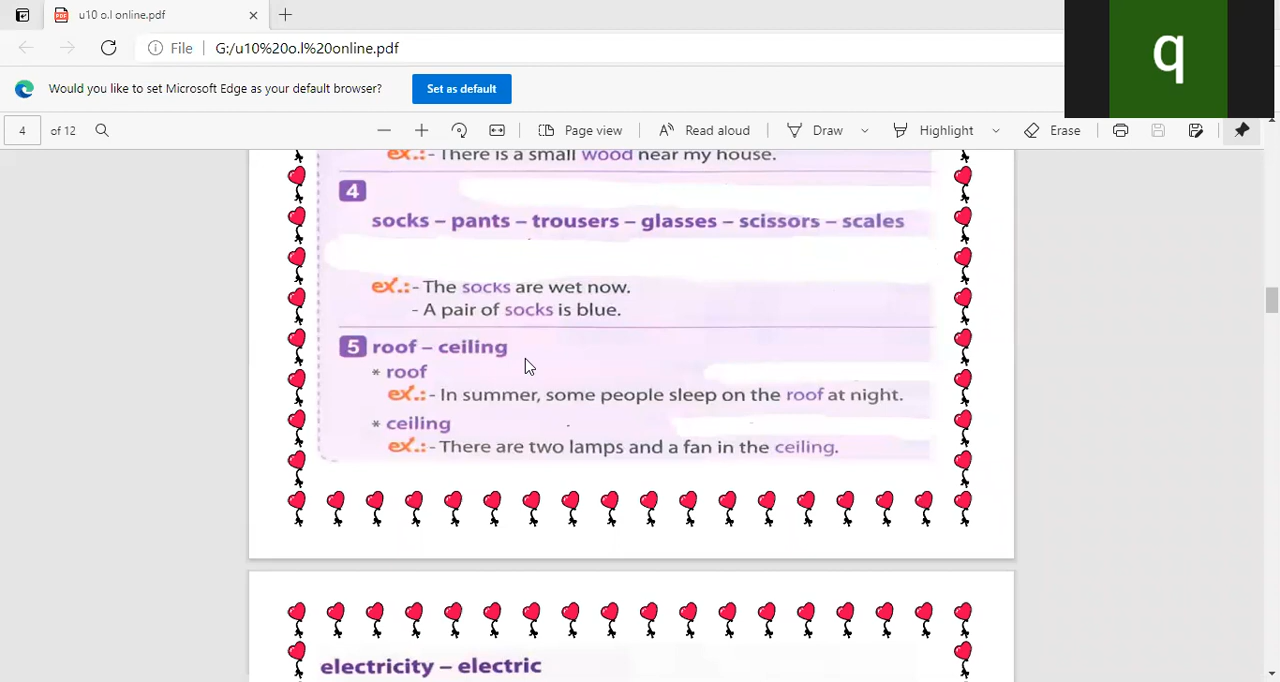 u10 o.l online.pdf
File
G:/u10%20o.l%20online.pdf
q
Would you like to set Microsoft Edge as your default browser?
Set as default
4 of 12
Page view
Read aloud
Draw
Highlight
Erase
ex.: - There is a small wood near my house.
4
socks – pants – trousers – glasses – scissors – scales
ex.: - The socks are wet now.
- A pair of socks is blue.
5 roof – ceiling
* roof
ex.: - In summer, some people sleep on the roof at night.
* ceiling
ex.: - There are two lamps and a fan in the ceiling.
electricity – electric